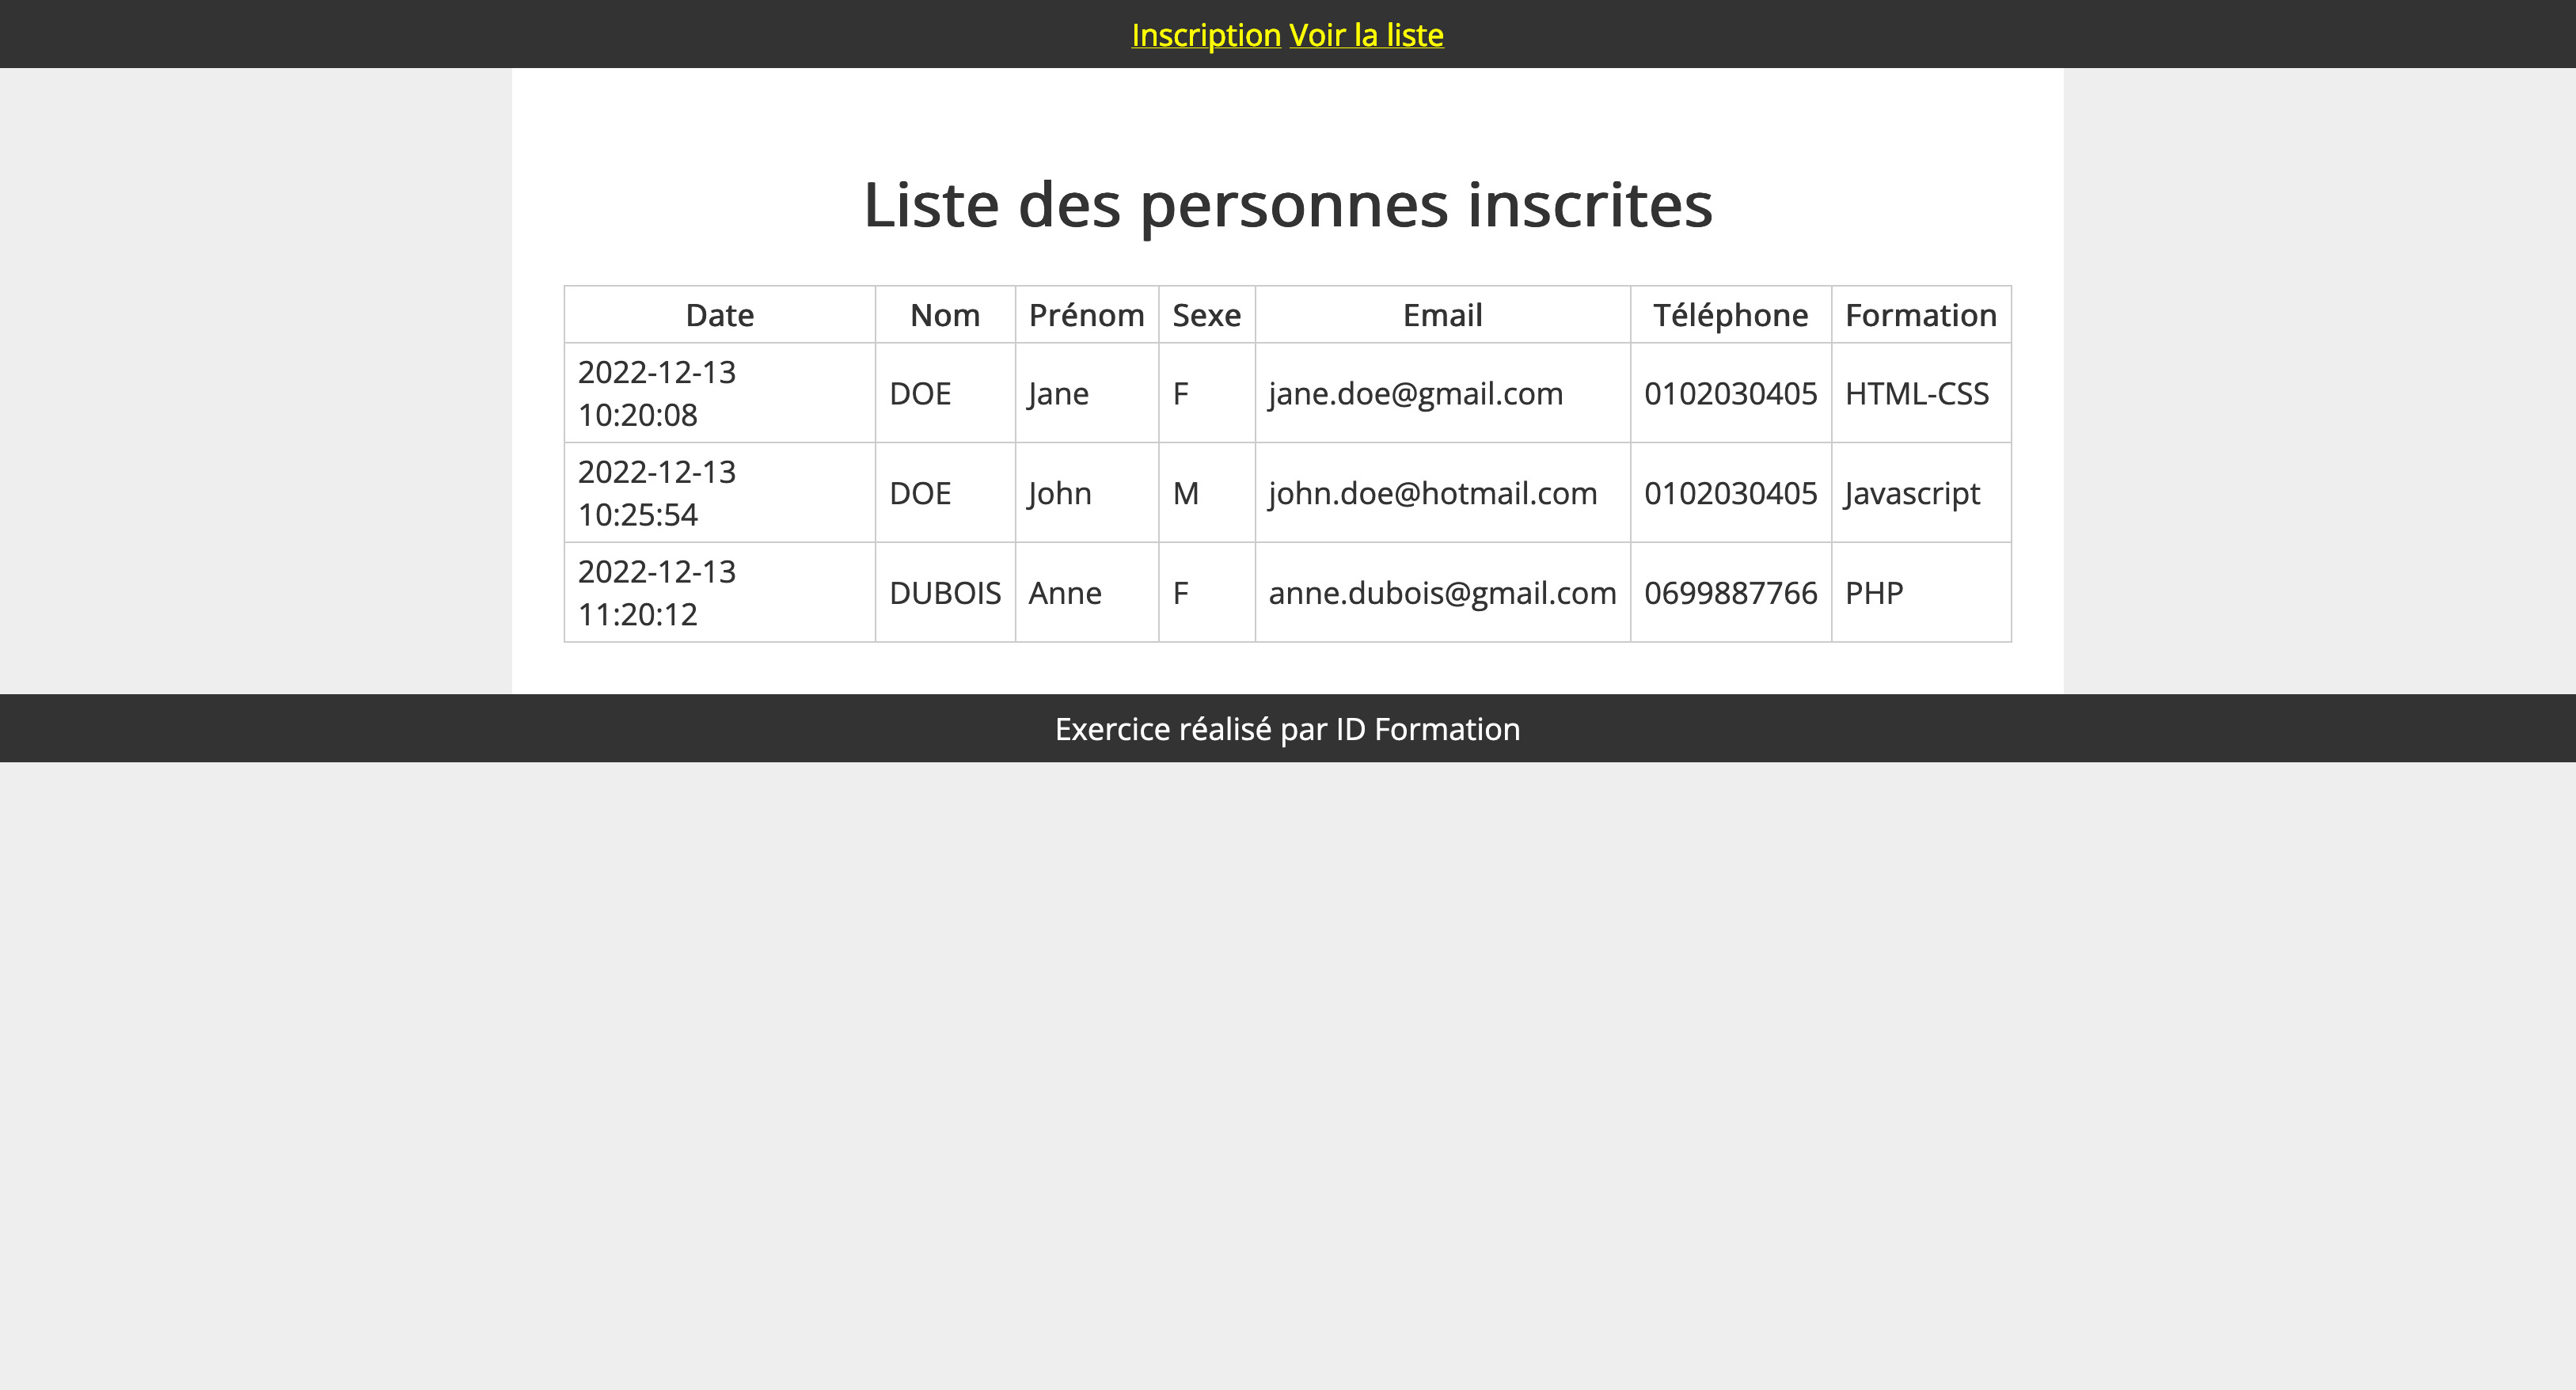 Inscription Voir la liste
Liste des personnes inscrites
Date Nom Prénom Sexe Email Téléphone Formation
2022-12-13
10:20:08 DOE Jane F jane.doe@gmail.com 0102030405 HTML-CSS
2022-12-13
10:25:54 DOE John M john.doe@hotmail.com 0102030405 Javascript
2022-12-13
11:20:12 DUBOIS Anne F anne.dubois@gmail.com 0699887766 PHP
Exercice réalisé par ID Formation